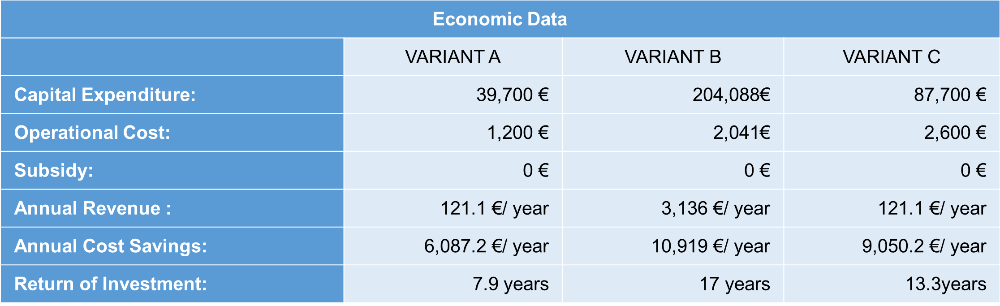 Economic Data
VARIANT A VARIANT B VARIANT C
Capital Expenditure: 39,700 € 204,088€ 87,700 €
Operational Cost: 1,200 € 2,041€ 2,600 €
Subsidy: 0 € 0 € 0 €
Annual Revenue : 121.1 €/ year 3,136 €/ year 121.1 €/ year
Annual Cost Savings: 6,087.2 €/ year 10,919 €/ year 9,050.2 €/ year
Return of Investment: 7.9 years 17 years 13.3years